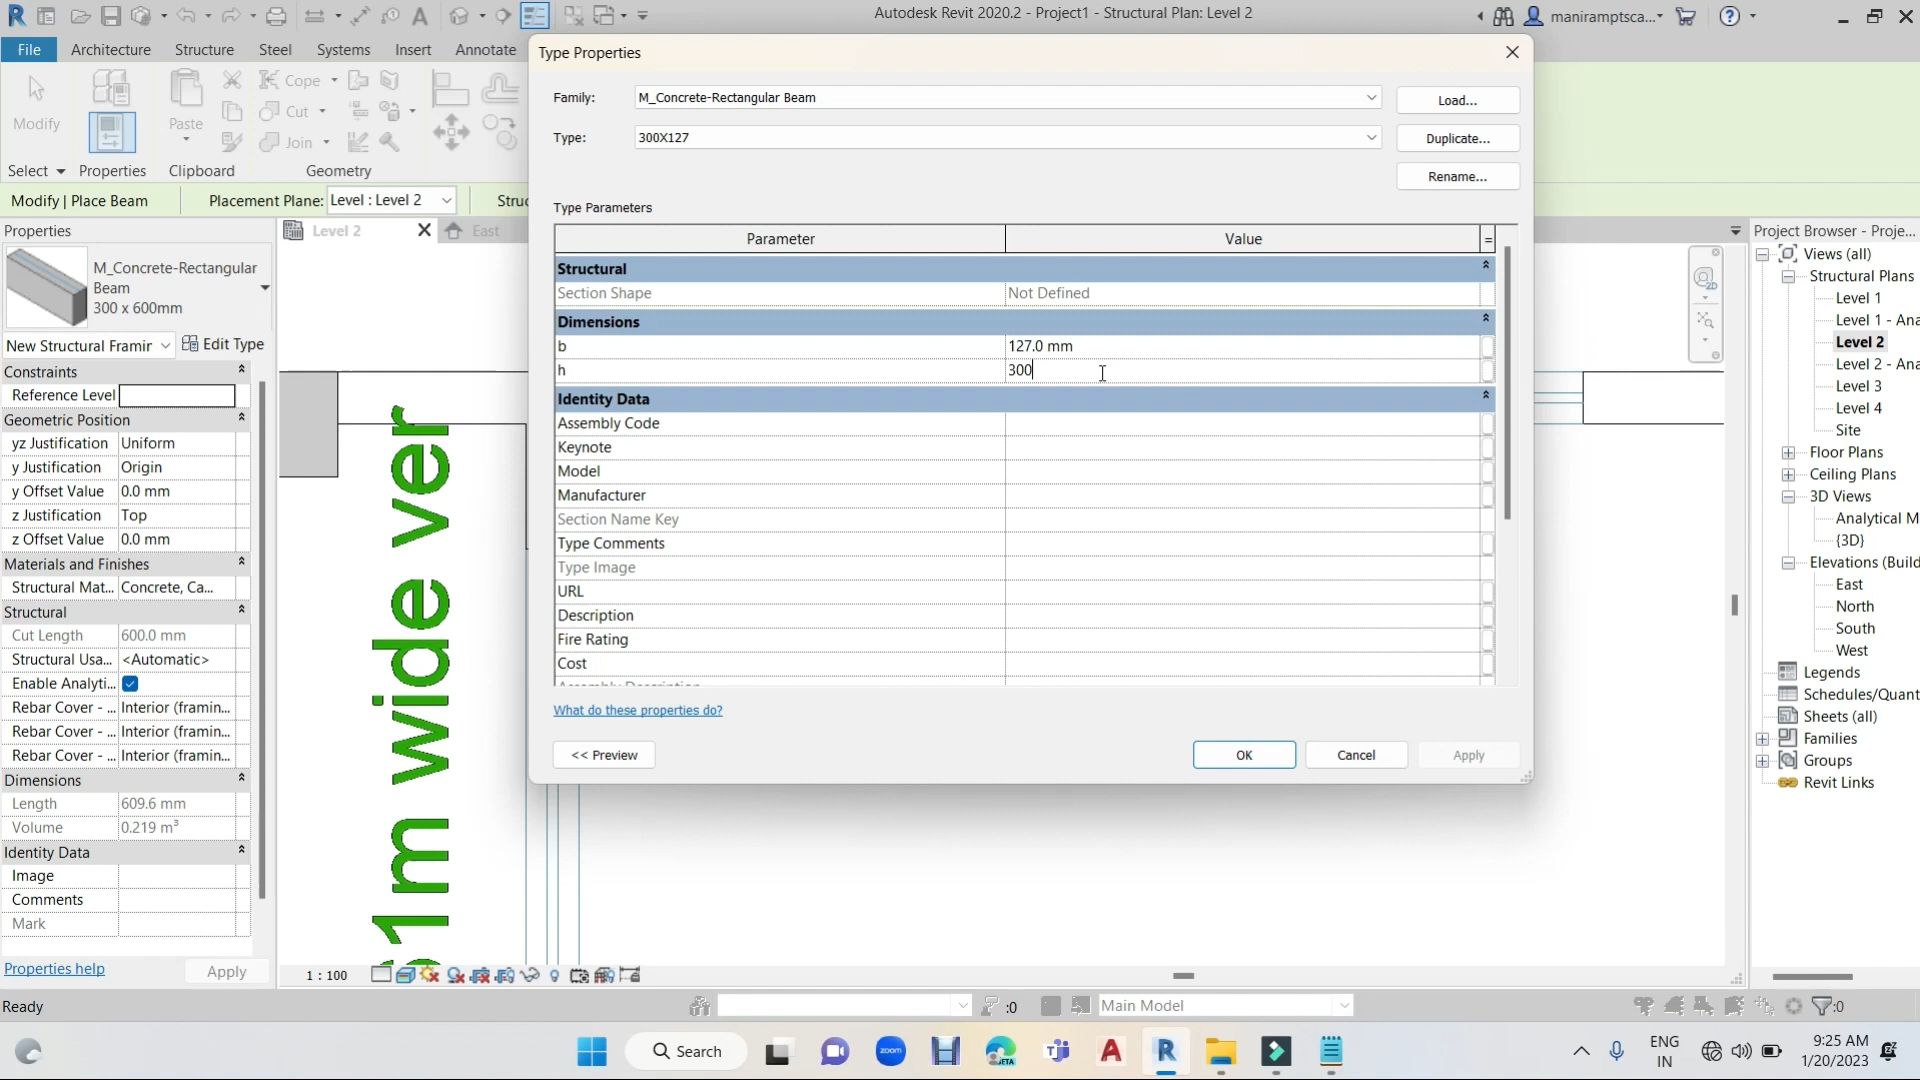 Autodesk Revit 2020.2 - Project1 - Structural Plan: Level 2
maniramptsca...
File
Architecture
Structure
Steel
Systems
Insert
Annotate
Modify
Paste
Cope
Cut
Join
Select
Properties
Clipboard
Geometry
Modify | Place Beam
Placement Plane:
Level : Level 2
Struc
Properties
M_Concrete-Rectangular
Beam
300 x 600mm
New Structural Framir
Edit Type
Constraints
Reference Level
Geometric Position
yz Justification Uniform
y Justification Origin
y Offset Value 0.0 mm
z Justification Top
z Offset Value 0.0 mm
Materials and Finishes
Structural Mat... Concrete, Ca...
Structural
Cut Length 600.0 mm
Structural Usa... <Automatic>
Enable Analyti...
Rebar Cover - ... Interior (framin...
Rebar Cover - ... Interior (framin...
Rebar Cover - ... Interior (framin...
Dimensions
Length 609.6 mm
Volume 0.219 m³
Identity Data
Image
Comments
Mark
Properties help
Apply
Level 2
East
1m wide ver
1 : 100
Type Properties
Family:
M_Concrete-Rectangular Beam
Load...
Type:
300X127
Duplicate...
Rename...
Type Parameters
Parameter Value =
Structural
Section Shape Not Defined
Dimensions
b 127.0 mm
h 300
Identity Data
Assembly Code
Keynote
Model
Manufacturer
Section Name Key
Type Comments
Type Image
URL
Description
Fire Rating
Cost
Assembly Description
What do these properties do?
<< Preview
OK
Cancel
Apply
Project Browser - Proje...
Views (all)
Structural Plans
Level 1
Level 1 - Ana
Level 2
Level 2 - Ana
Level 3
Level 4
Site
Floor Plans
Ceiling Plans
3D Views
Analytical M
{3D}
Elevations (Build
East
North
South
West
Legends
Schedules/Quant
Sheets (all)
Families
Groups
Revit Links
Ready
:0
Main Model
:0
Search
zoom
BETA
ENG
IN
9:25 AM
1/20/2023